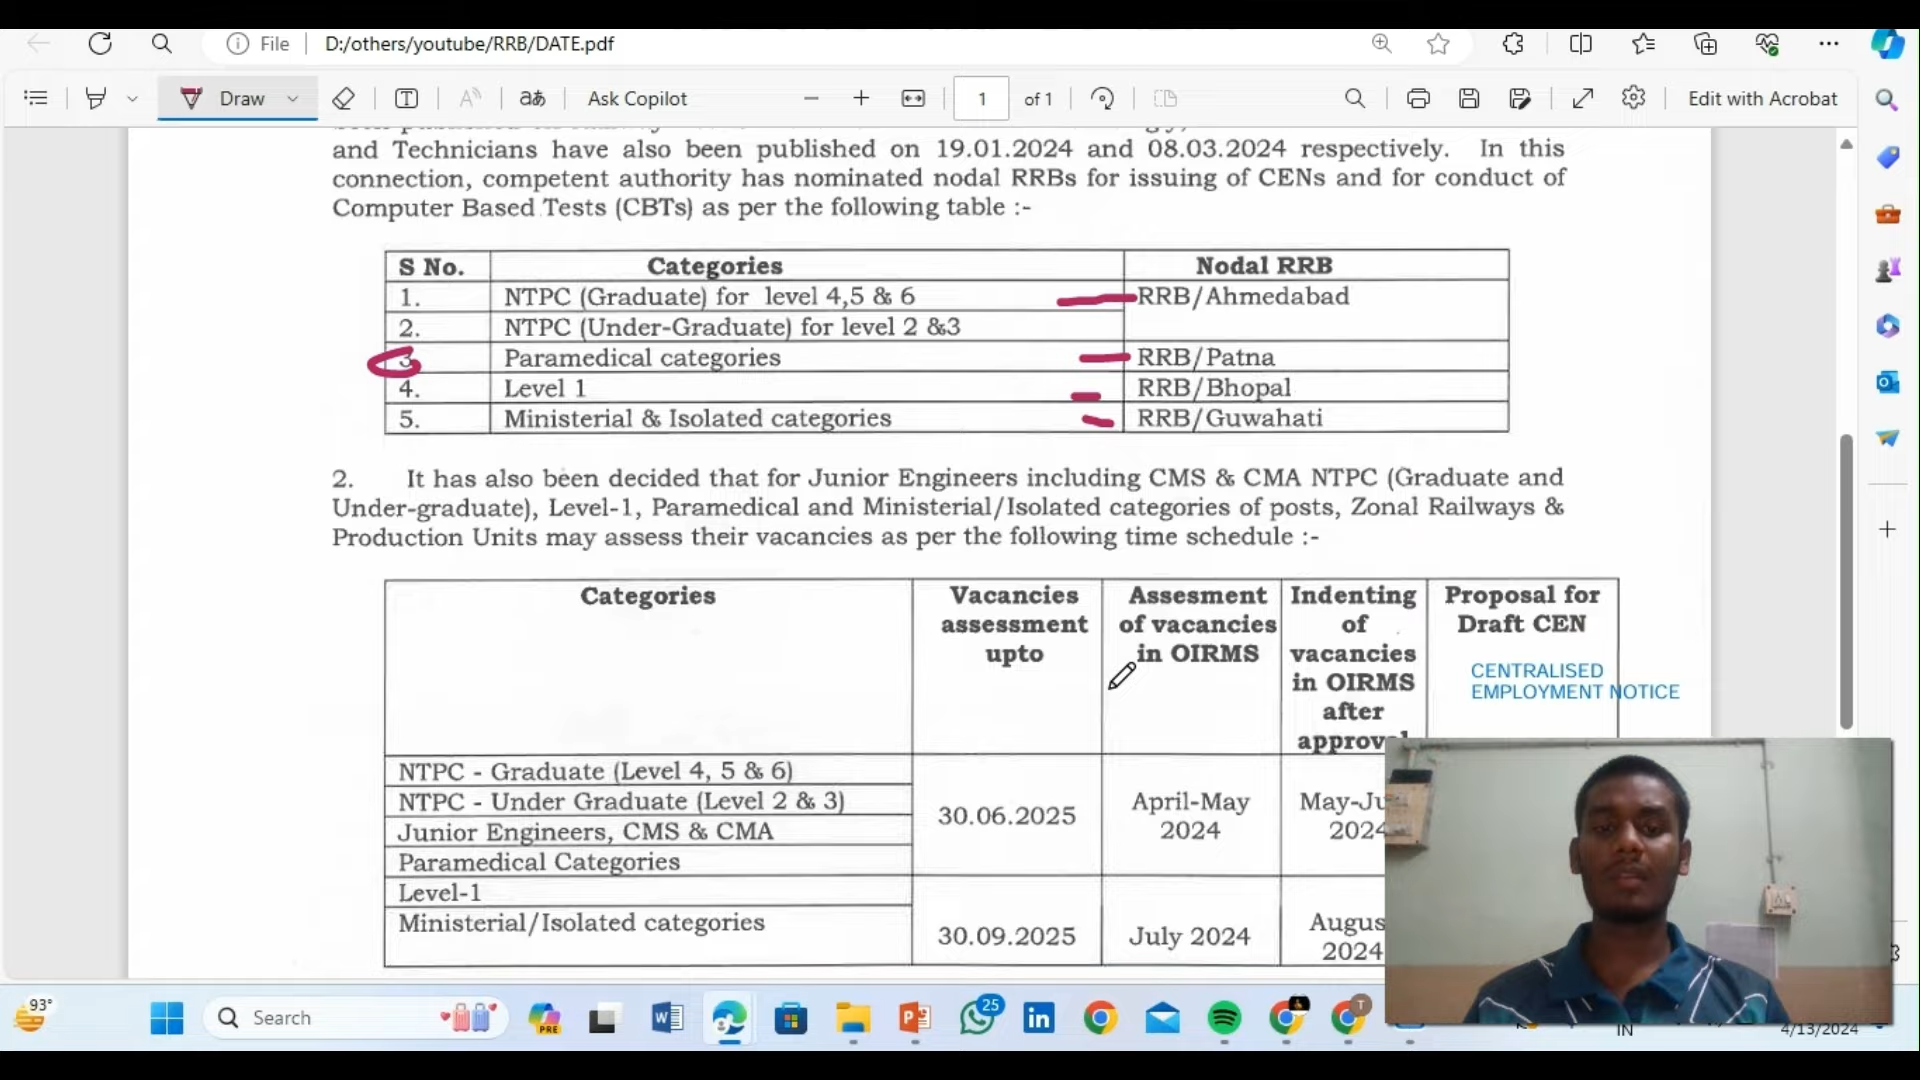 File D:/others/youtube/RRB/DATE.pdf
Draw Ask Copilot 1 of 1 Edit with Acrobat
and Technicians have also been published on 19.01.2024 and 08.03.2024 respectively. In this
connection, competent authority has nominated nodal RRBs for issuing of CENs and for conduct of
Computer Based Tests (CBTs) as per the following table :-
S No. Categories Nodal RRB
1. NTPC (Graduate) for level 4,5 & 6 RRB/Ahmedabad
2. NTPC (Under-Graduate) for level 2 &3
3. Paramedical categories RRB/Patna
4. Level 1 RRB/Bhopal
5. Ministerial & Isolated categories RRB/Guwahati
2. It has also been decided that for Junior Engineers including CMS & CMA NTPC (Graduate and
Under-graduate), Level-1, Paramedical and Ministerial/Isolated categories of posts, Zonal Railways &
Production Units may assess their vacancies as per the following time schedule :-
Categories Vacancies Assesment Indenting Proposal for
assessment of vacancies of Draft CEN
upto in OIRMS vacancies
CENTRALISED
in OIRMS
EMPLOYMENT NOTICE
after
NTPC - Graduate (Level 4, 5 & 6)
NTPC - Under Graduate (Level 2 & 3)
Junior Engineers, CMS & CMA
Paramedical Categories
30.06.2025 April-May
2024 2024
Level-1
Ministerial/Isolated categories
30.09.2025 July 2024
2024
93°
Search
PRE
25
T
IN
4/13/2024